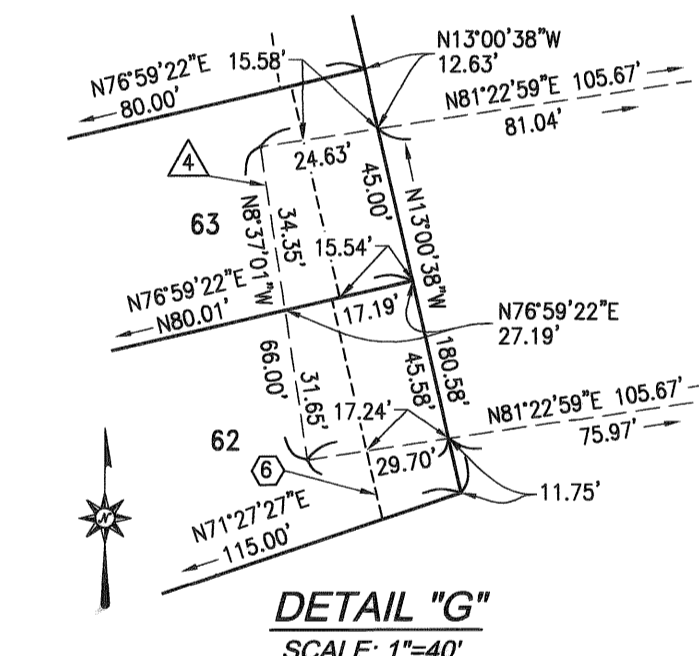 N13°00'38"W
12.63'
N76°59'22"E
80.00'
15.58'
N81°22'59"E 105.67'
81.04'
4
24.63'
45.00'
63
N8°37'01"W
34.35'
N13°00'38"W
15.54'
N76°59'22"E
N80.01'
17.19'
N76°59'22"E
27.19'
66.00'
31.65'
45.58'
180.58'
17.24'
N81°22'59"E 105.67'
75.97'
62
6
29.70'
11.75'
N71°27'27"E
115.00'
N
DETAIL "G"
SCALE: 1"=40'